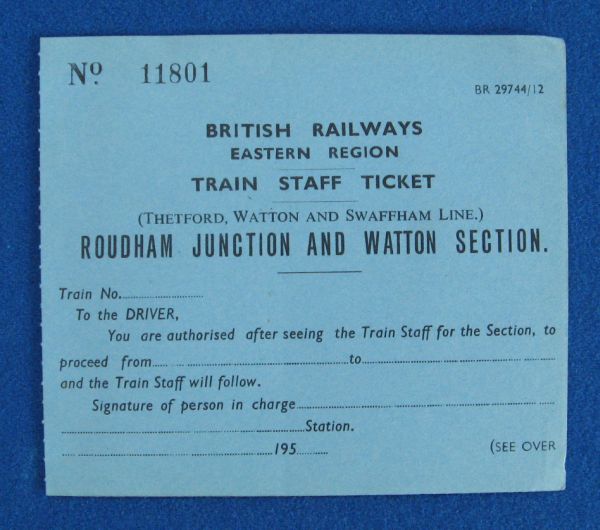 Nº 11801
BR 29744/12
BRITISH RAILWAYS
EASTERN REGION
TRAIN STAFF TICKET
(THETFORD, WATTON AND SWAFFHAM LINE.)
ROUDHAM JUNCTION AND WATTON SECTION.
Train No.....................
To the DRIVER,
You are authorised after seeing the Train Staff for the Section, to
proceed from..................................to..................................
and the Train Staff will follow.
Signature of person in charge..................................
..................................Station.
..................................195.........
(SEE OVER